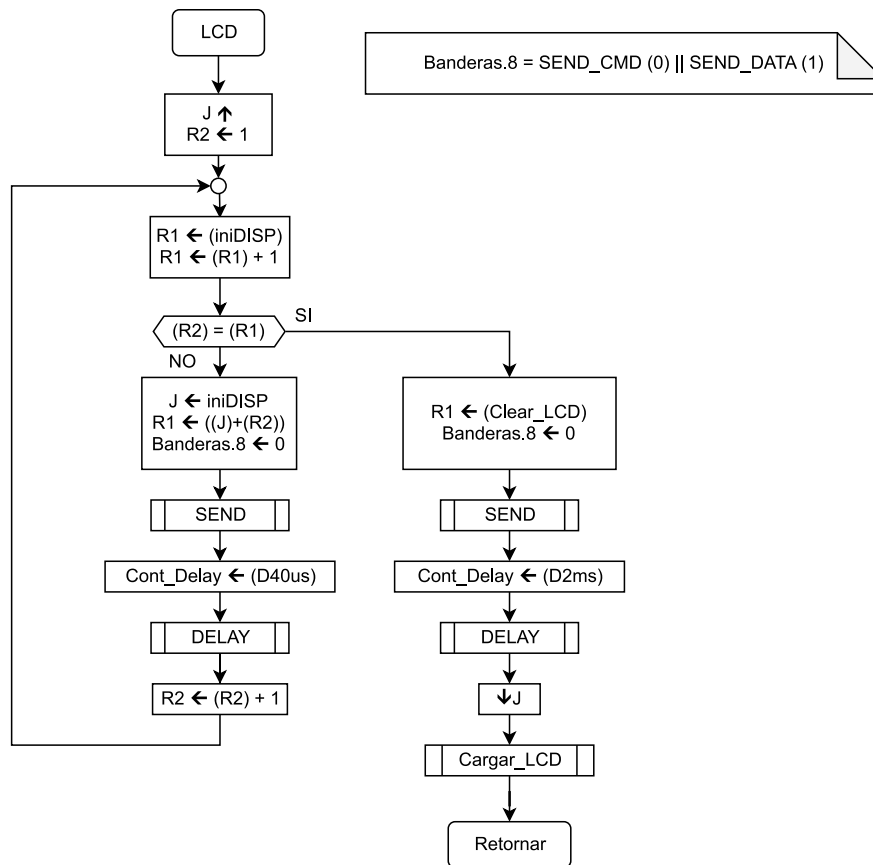 LCD
Banderas.8 = SEND_CMD (0) || SEND_DATA (1)
J ↑
R2 ← 1
R1 ← (iniDISP)
R1 ← (R1) + 1
(R2) = (R1)
SI
NO
J ← iniDISP
R1 ← ((J)+(R2))
Banderas.8 ← 0
SEND
Cont_Delay ← (D40us)
DELAY
R2 ← (R2) + 1
R1 ← (Clear_LCD)
Banderas.8 ← 0
SEND
Cont_Delay ← (D2ms)
DELAY
↓J
Cargar_LCD
Retornar